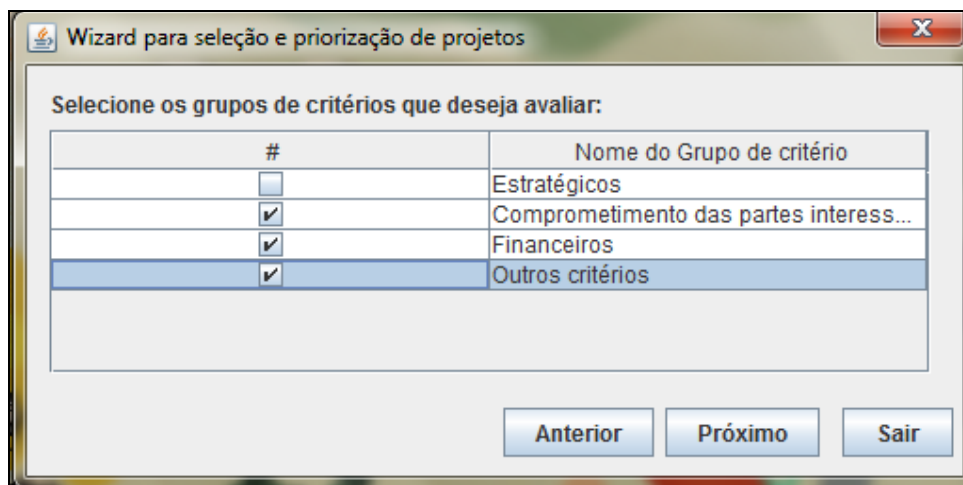 Wizard para seleção e priorização de projetos
X
Selecione os grupos de critérios que deseja avaliar:
# Nome do Grupo de critério
Estratégicos
Comprometimento das partes interess...
Financeiros
Outros critérios
Anterior Próximo Sair